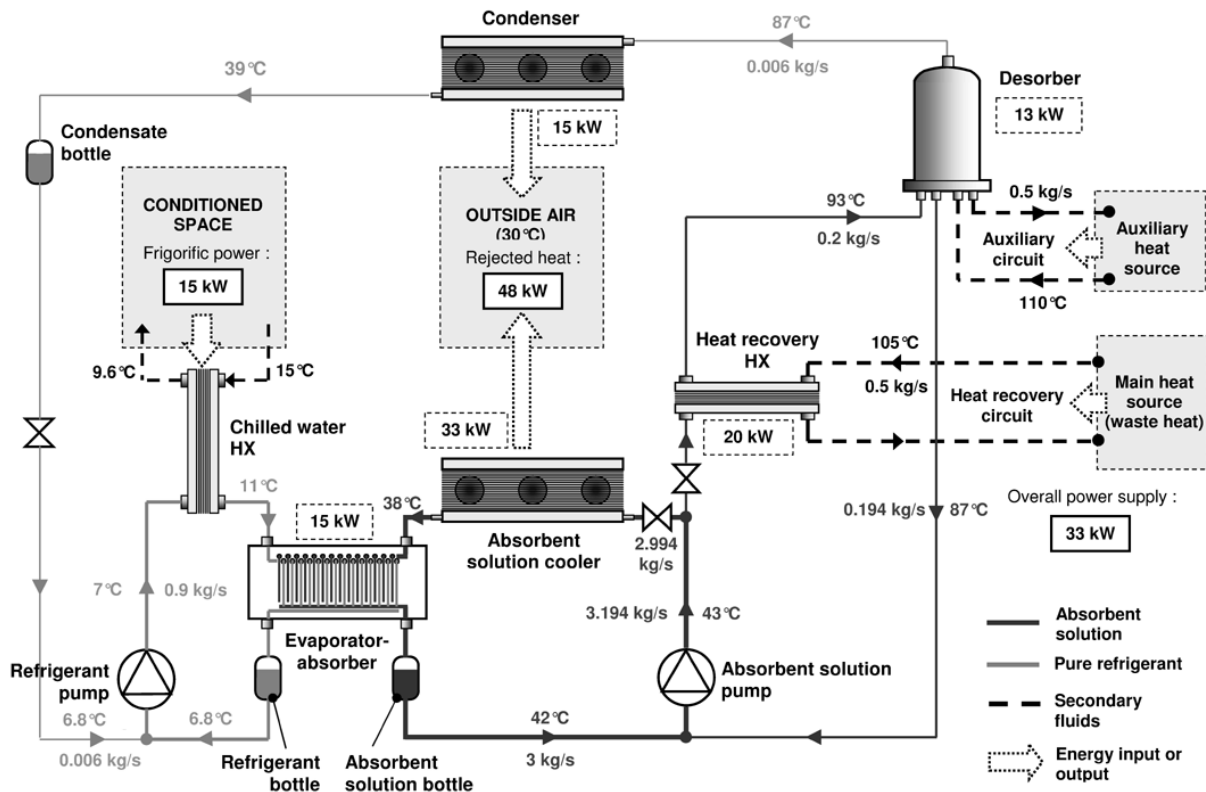 Condenser
87°C
0.006 kg/s
39°C
Desorber
13 kW
15 kW
Condensate
bottle
CONDITIONED
SPACE
Frigorific power :
15 kW
OUTSIDE AIR
(30°C)
Rejected heat :
48 kW
93°C
0.2 kg/s
0.5 kg/s
Auxiliary
circuit
110°C
Auxiliary
heat
source
9.6°C
15°C
Chilled water
HX
33 kW
Heat recovery
HX
20 kW
105°C
0.5 kg/s
Heat recovery
circuit
Main heat
source
(waste heat)
11°C
15 kW
38°C
Absorbent
solution cooler
2.994
kg/s
0.194 kg/s
87°C
Overall power supply :
33 kW
7°C
0.9 kg/s
3.194 kg/s
43°C
Evaporator-
absorber
Refrigerant
pump
Absorbent solution
pump
6.8°C
6.8°C
0.006 kg/s
42°C
3 kg/s
Refrigerant
bottle
Absorbent
solution bottle
Absorbent
solution
Pure refrigerant
Secondary
fluids
Energy input or
output